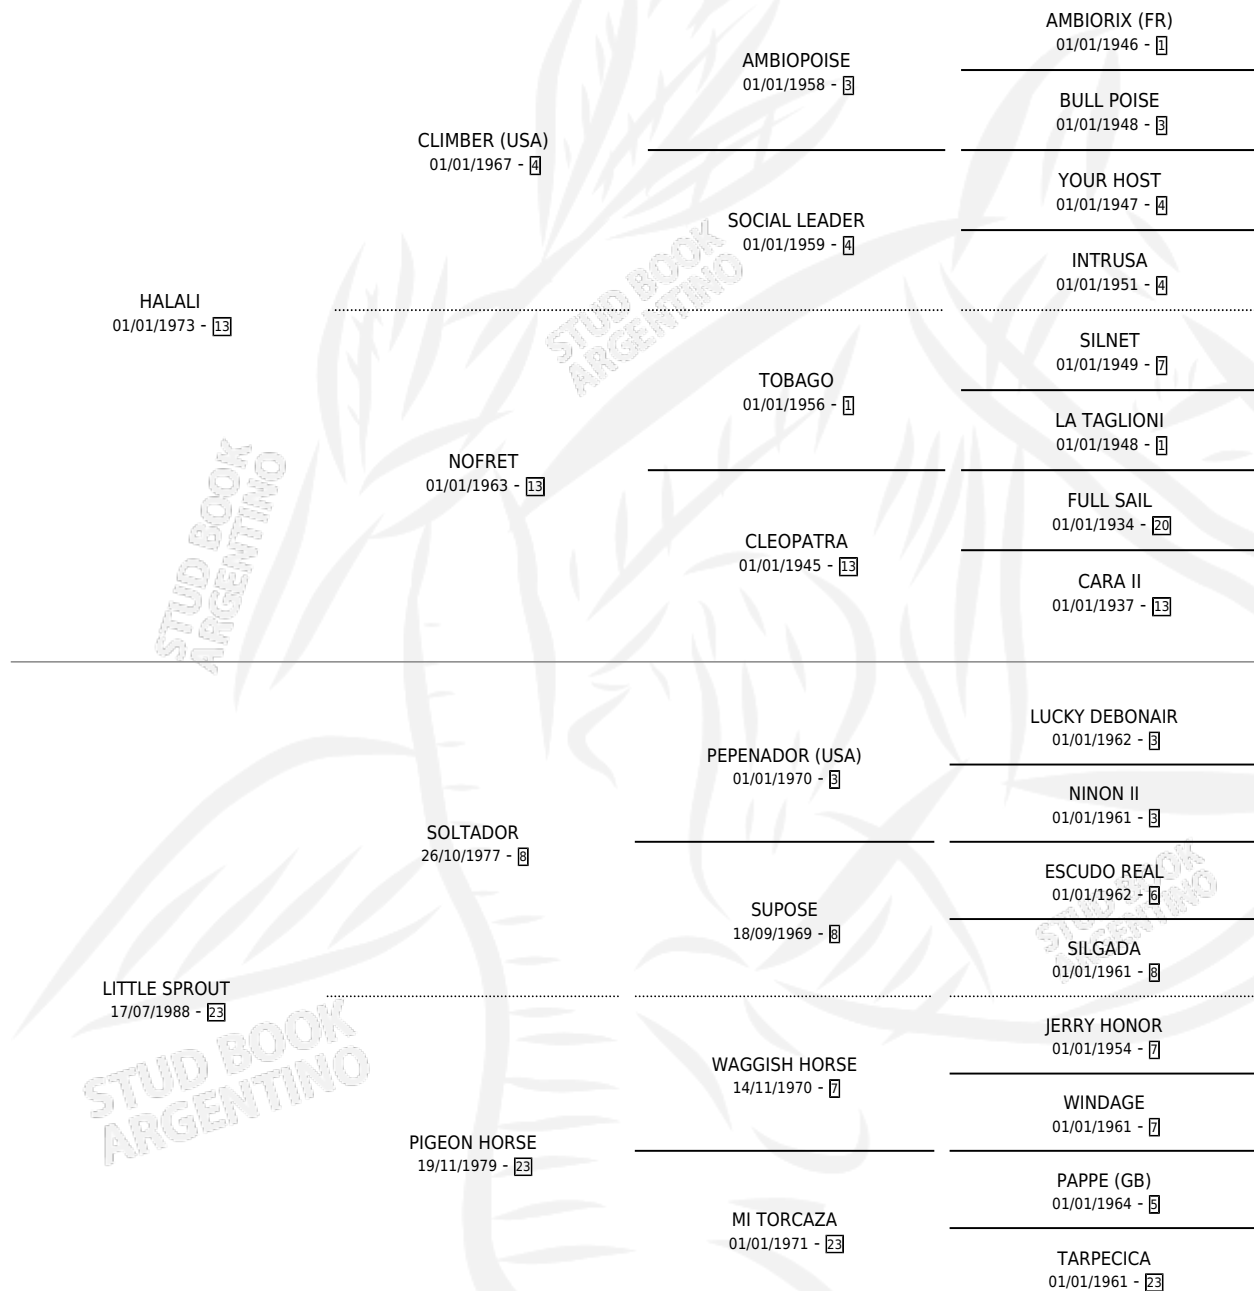 HALALI
01/01/1973 - 13
CLIMBER (USA)
01/01/1967 - 4
NOFRET
01/01/1963 - 13
AMBIOPOISE
01/01/1958 - 3
SOCIAL LEADER
01/01/1959 - 4
TOBAGO
01/01/1956 - 1
CLEOPATRA
01/01/1945 - 13
AMBIORIX (FR)
01/01/1946 - 1
BULL POISE
01/01/1948 - 3
YOUR HOST
01/01/1947 - 4
INTRUSA
01/01/1951 - 4
SILNET
01/01/1949 - 7
LA TAGLIONI
01/01/1948 - 1
FULL SAIL
01/01/1934 - 20
CARA II
01/01/1937 - 13
STUD BOOK
ARGENTINO
STUD BOOK
ARGENTINO
LITTLE SPROUT
17/07/1988 - 23
SOLTADOR
26/10/1977 - 8
PIGEON HORSE
19/11/1979 - 23
PEPENADOR (USA)
01/01/1970 - 3
SUPOSE
18/09/1969 - 8
WAGGISH HORSE
14/11/1970 - 7
MI TORCAZA
01/01/1971 - 23
LUCKY DEBONAIR
01/01/1962 - 3
NINON II
01/01/1961 - 3
ESCUDO REAL
01/01/1962 - 6
SILGADA
01/01/1961 - 8
JERRY HONOR
01/01/1954 - 7
WINDAGE
01/01/1961 - 7
PAPPE (GB)
01/01/1964 - 5
TARPECICA
01/01/1961 - 23
STUD BOOK
ARGENTINO
STUD BOOK
ARGENTINO